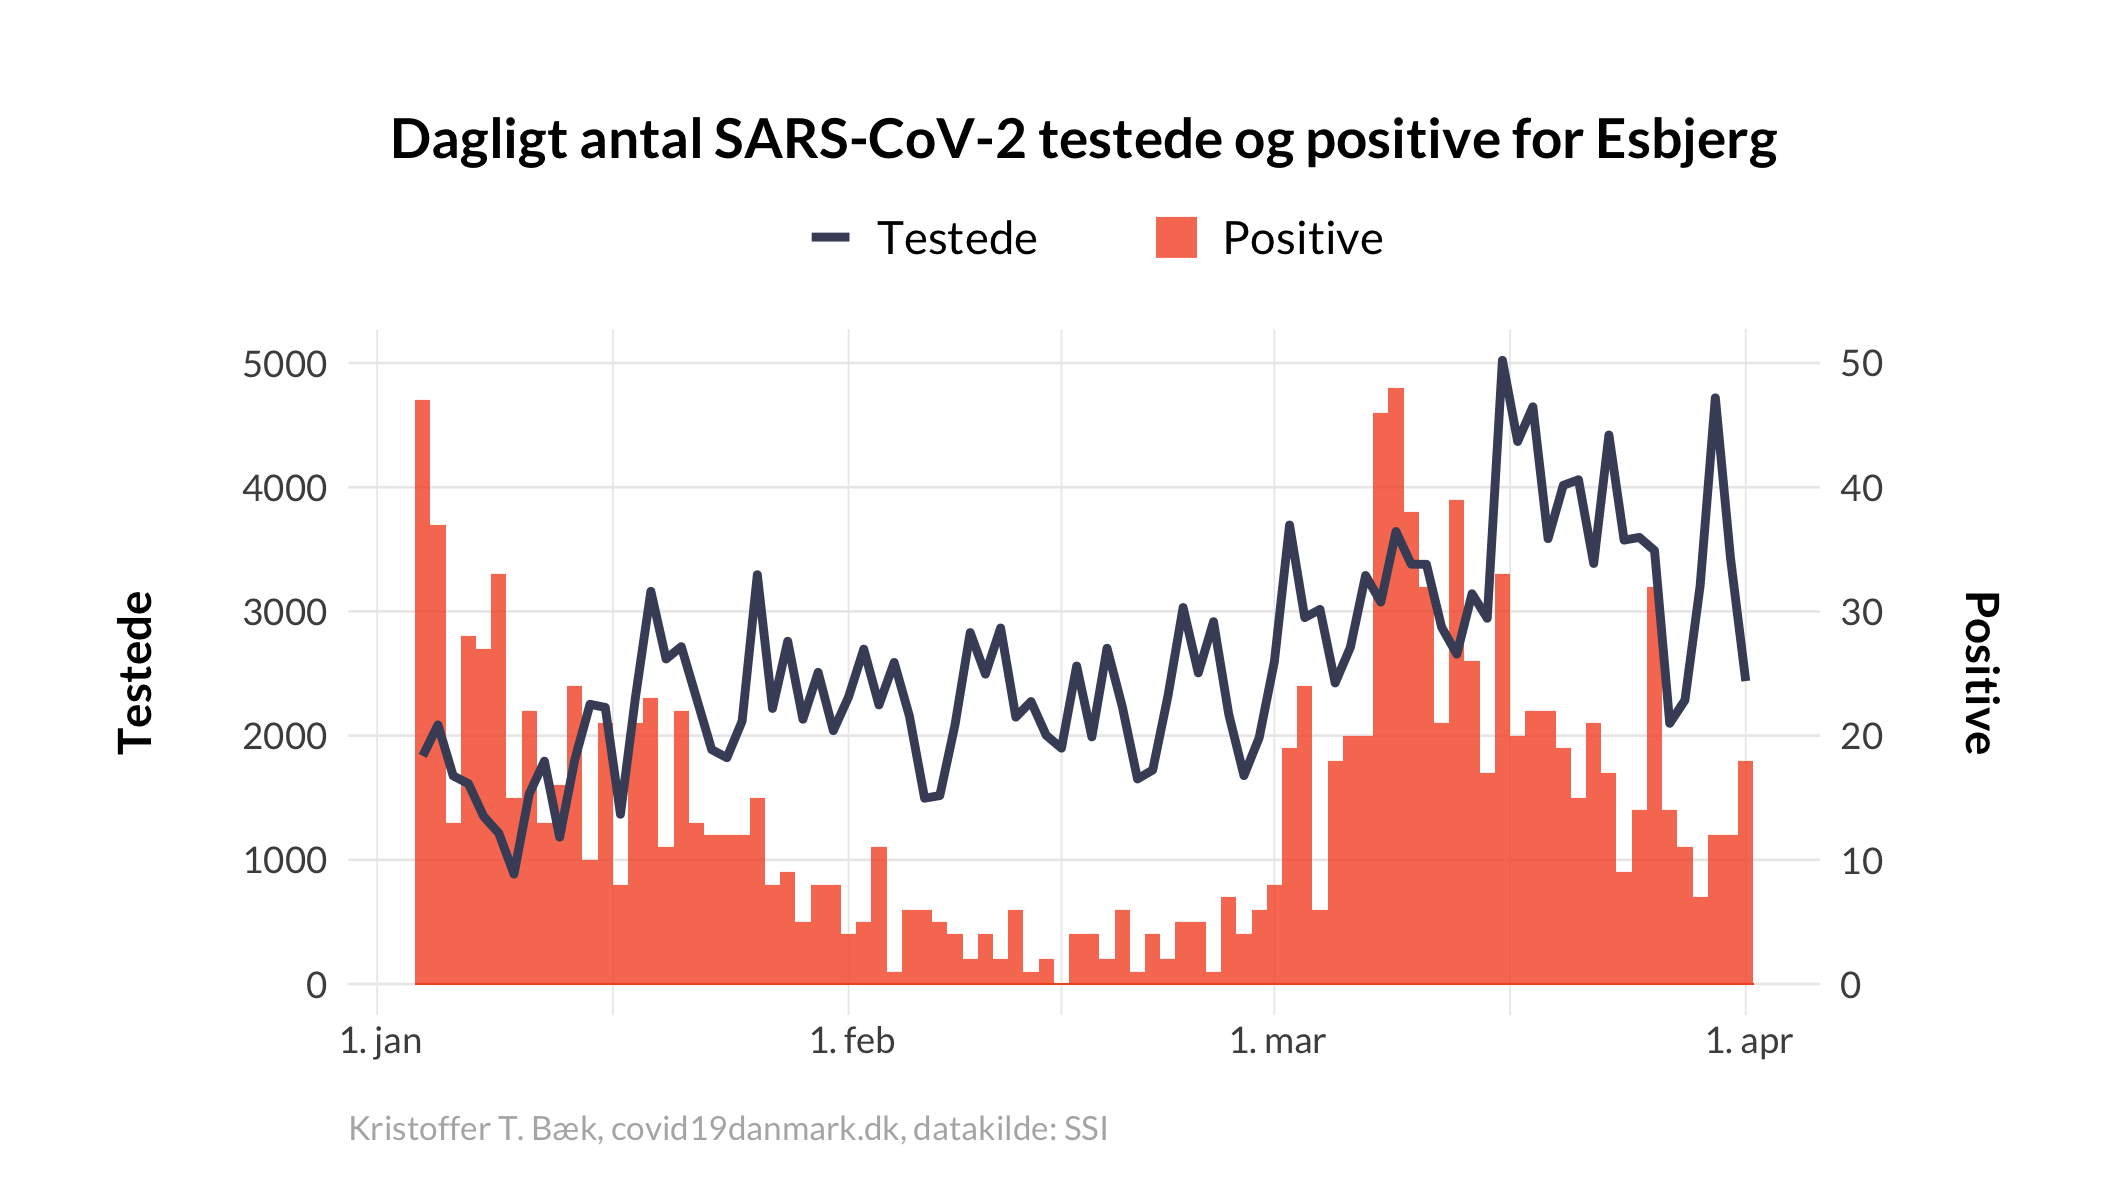 Dagligt antal SARS-CoV-2 testede og positive for Esbjerg
Testede
Positive
5000
4000
3000
2000
1000
0
Testede
50
40
30
20
10
0
Positive
1. jan
1. feb
1. mar
1. apr
Kristoffer T. Bæk, covid19danmark.dk, datakilde: SSI